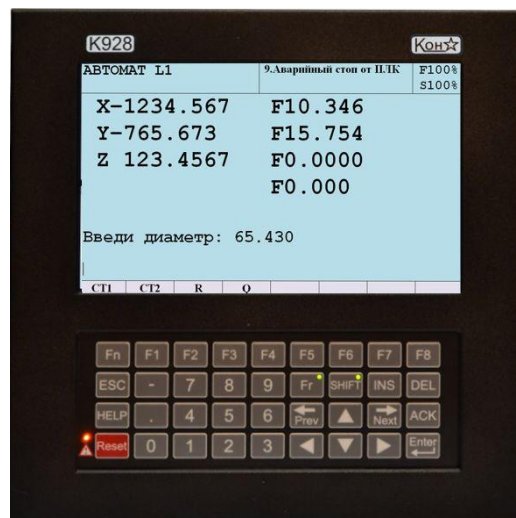 K928 Кон☆
АВТОМАТ L1 9.Аварийный стоп от ПЛК F100%
S100%
X-1234.567 F10.346
Y-765.673 F15.754
Z 123.4567 F0.0000
F0.000
Введи диаметр: 65.430
СТ1 СТ2 R Q
Fn F1 F2 F3 F4 F5 F6 F7 F8
ESC - 7 8 9 Fr SHIFT INS DEL
HELP . 4 5 6 Prev Next ACK
Reset 0 1 2 3 Enter